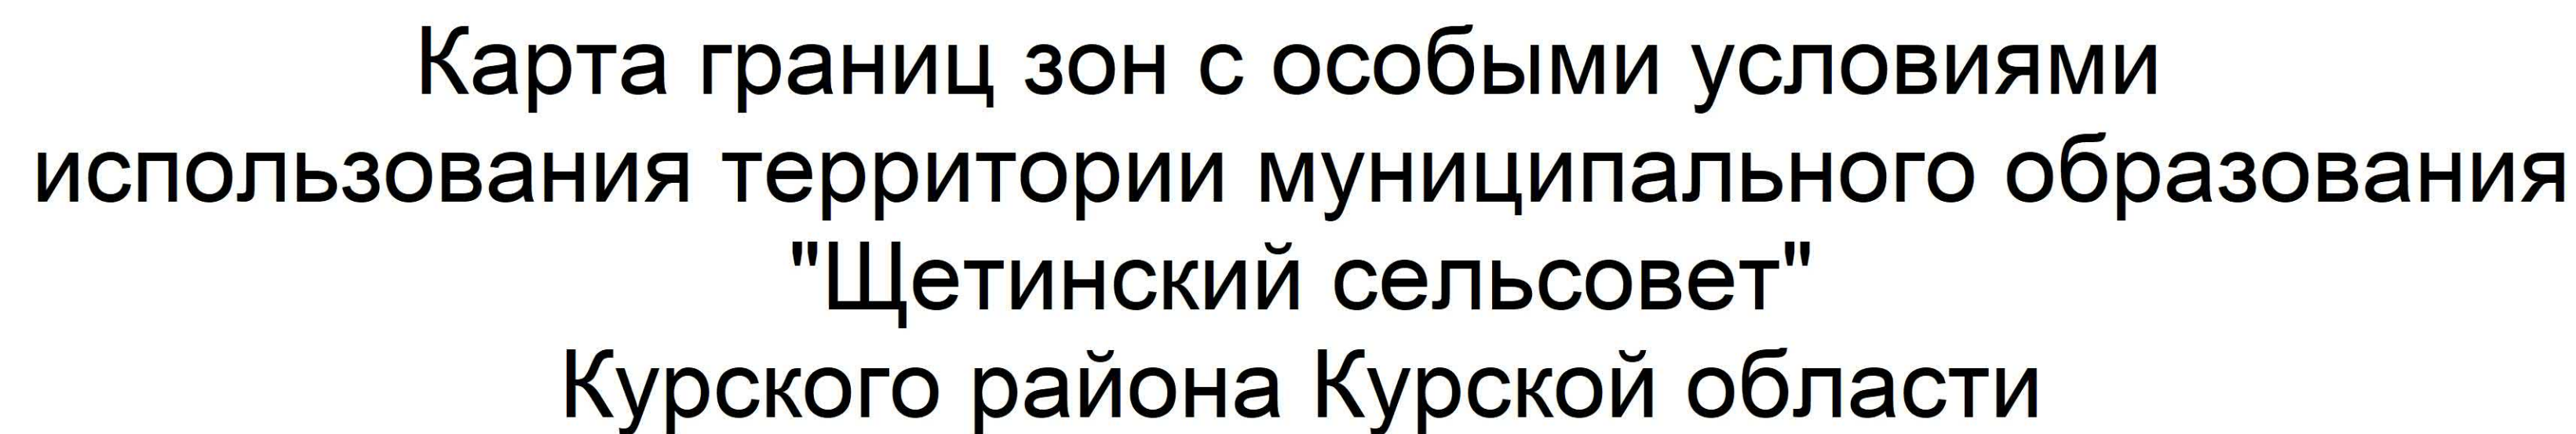 Карта границ зон с особыми условиями
использования территории муниципального образования
"Щетинский сельсовет"
Курского района Курской области